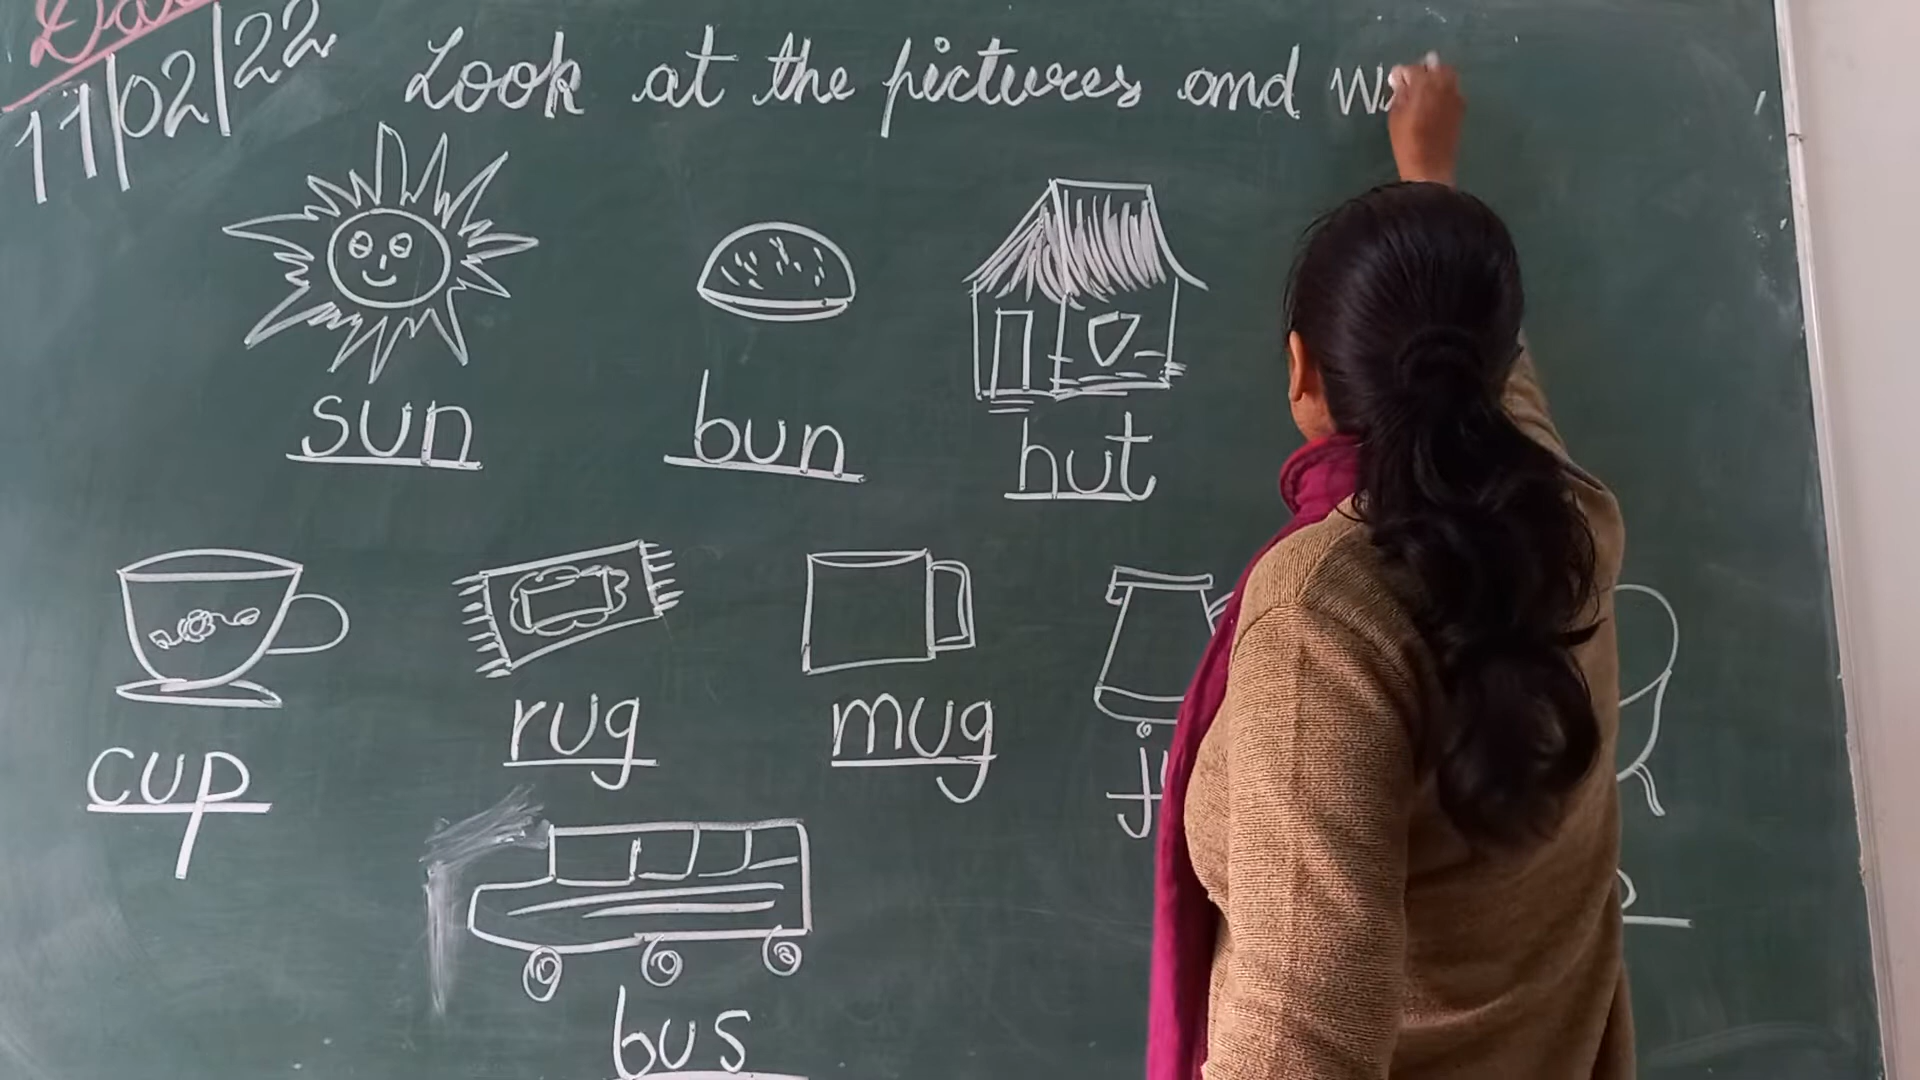 11/02/22
Look at the pictures and
sun bun hut
cup rug mug
bus